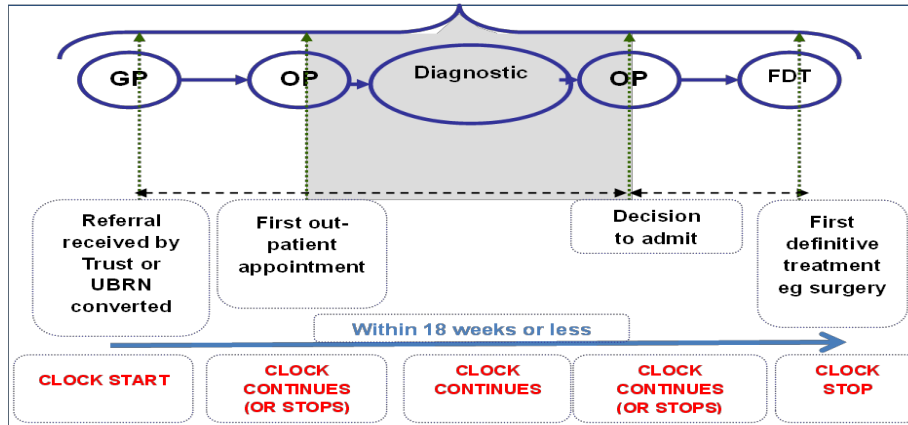 GP
OP
Diagnostic
OP
FDT
Referral
received by
Trust or
UBRN
converted
First out-
patient
appointment
Decision
to admit
First
definitive
treatment
eg surgery
Within 18 weeks or less
CLOCK START
CLOCK
CONTINUES
(OR STOPS)
CLOCK
CONTINUES
CLOCK
CONTINUES
(OR STOPS)
CLOCK
STOP